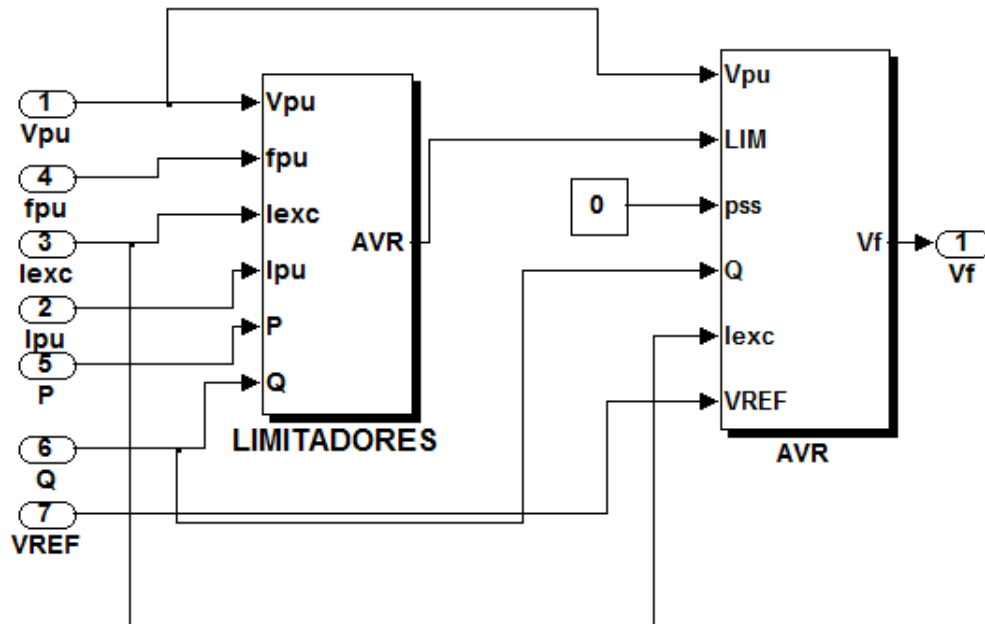 1
Vpu
4
fpu
3
Iexc
2
Ipu
5
P
6
Q
7
VREF
Vpu
fpu
Iexc
Ipu
P
Q
AVR
LIMITADORES
0
Vpu
LIM
pss
Q
Iexc
VREF
Vf
AVR
1
Vf